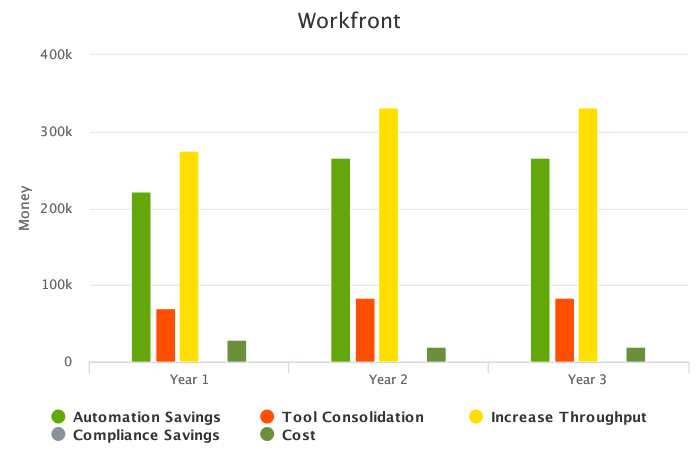 Workfront
400k
300k
200k
100k
0
Money
Year 1 Year 2 Year 3
Automation Savings Tool Consolidation Increase Throughput
Compliance Savings Cost